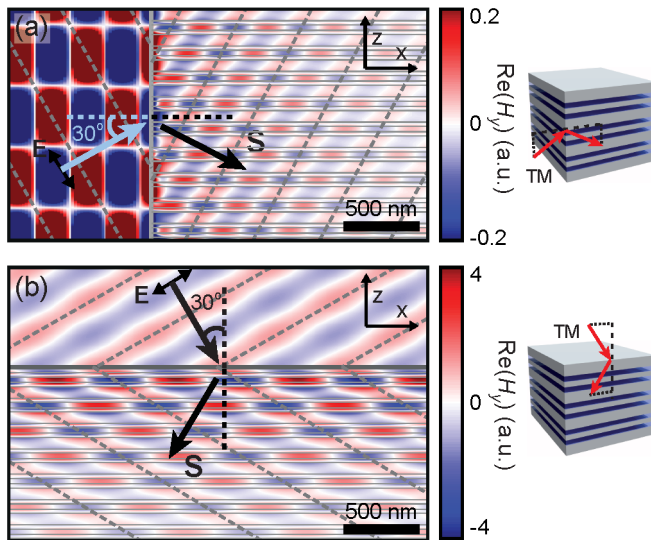 (a)
z
x
30°
E
S
500 nm
0.2
0
-0.2
Re(Hy) (a.u.)
TM
(b)
E
30°
z
x
S
500 nm
4
0
-4
Re(Hy) (a.u.)
TM